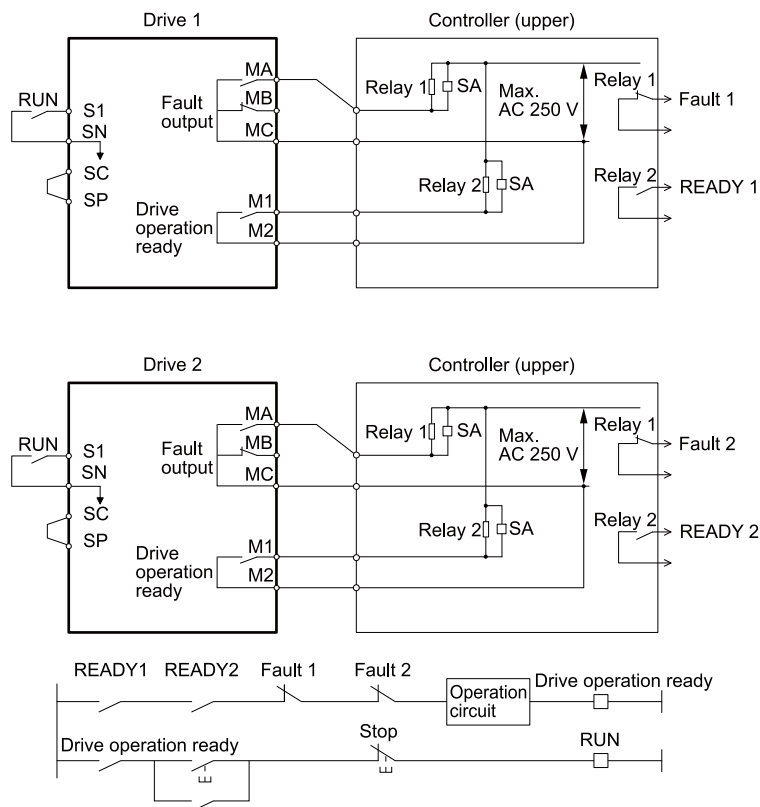 Drive 1
Controller (upper)
RUN
S1
SN
SC
SP
Fault
output
MA
MB
MC
Drive
operation
ready
M1
M2
Relay 1
SA
Max.
AC 250 V
Relay 2
SA
Relay 1
Fault 1
Relay 2
READY 1
Drive 2
Controller (upper)
RUN
S1
SN
SC
SP
Fault
output
MA
MB
MC
Drive
operation
ready
M1
M2
Relay 1
SA
Max.
AC 250 V
Relay 2
SA
Relay 1
Fault 2
Relay 2
READY 2
READY1
READY2
Fault 1
Fault 2
Operation
circuit
Drive operation ready
Drive operation ready
Stop
RUN